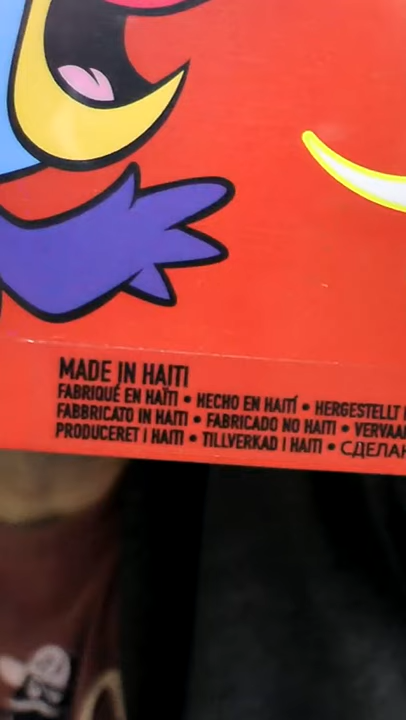 MADE IN HAITI
FABRIQUÉ EN HAÏTI • HECHO EN HAITÍ • HERGESTELLT
FABBRICATO IN HAITI • FABRICADO NO HAITI • VERVAA
PRODUCERET I HAITI • TILLVERKAD I HAITI • СДЕЛАН